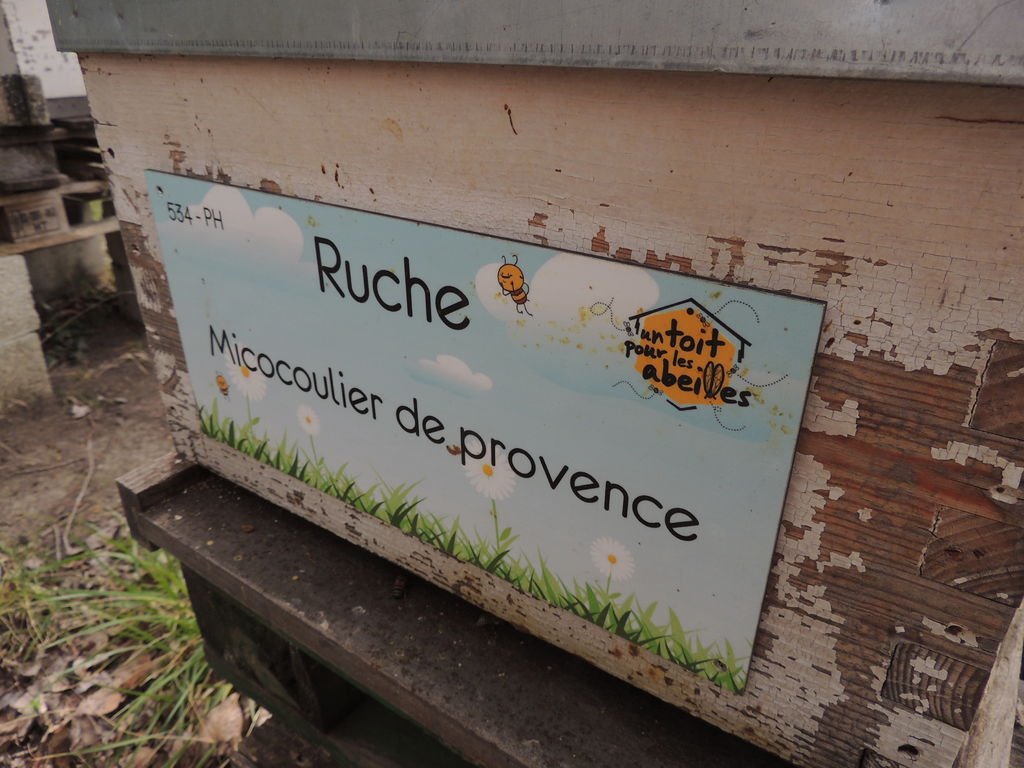 534-PH
Ruche
un toit
pour les
abeilles
Micocoulier de provence